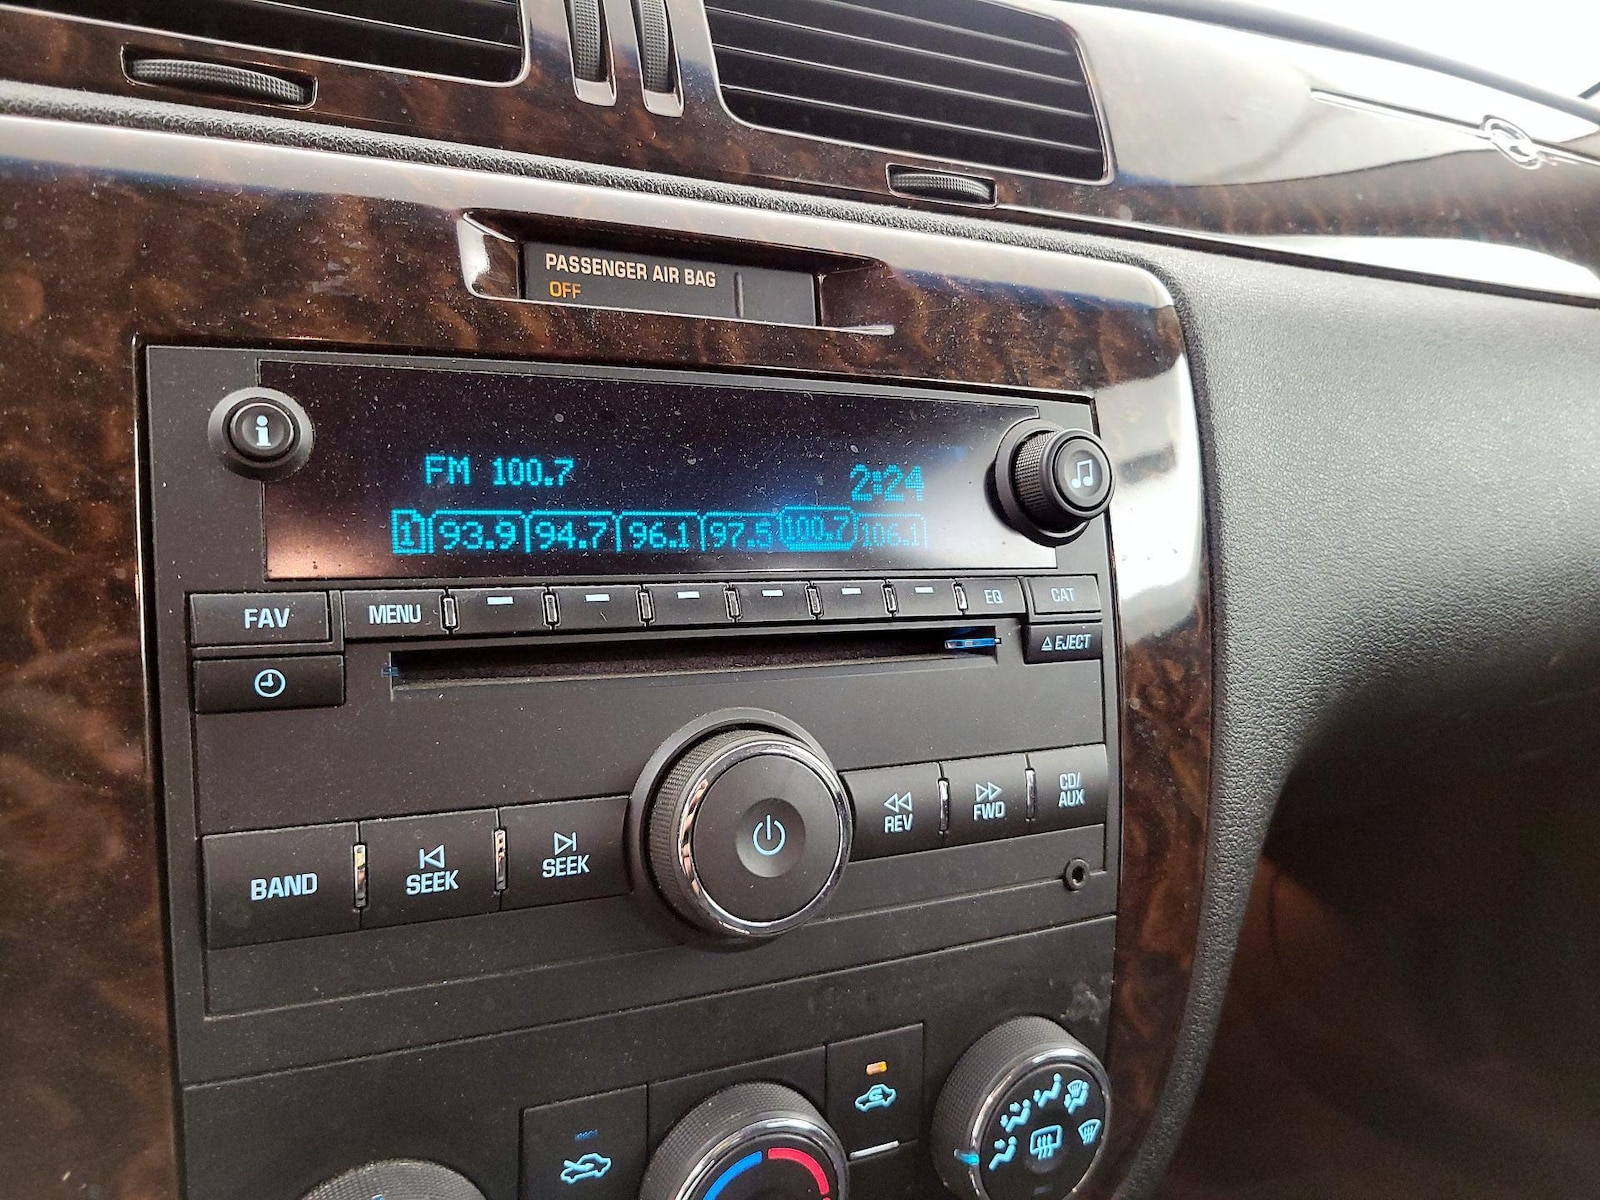 PASSENGER AIR BAG
OFF
i
FM 100.7 2:24
1 93.9 94.7 96.1 97.5 100.7 106.1
FAV MENU EQ CAT
EJECT
BAND SEEK SEEK REV FWD CD/
AUX